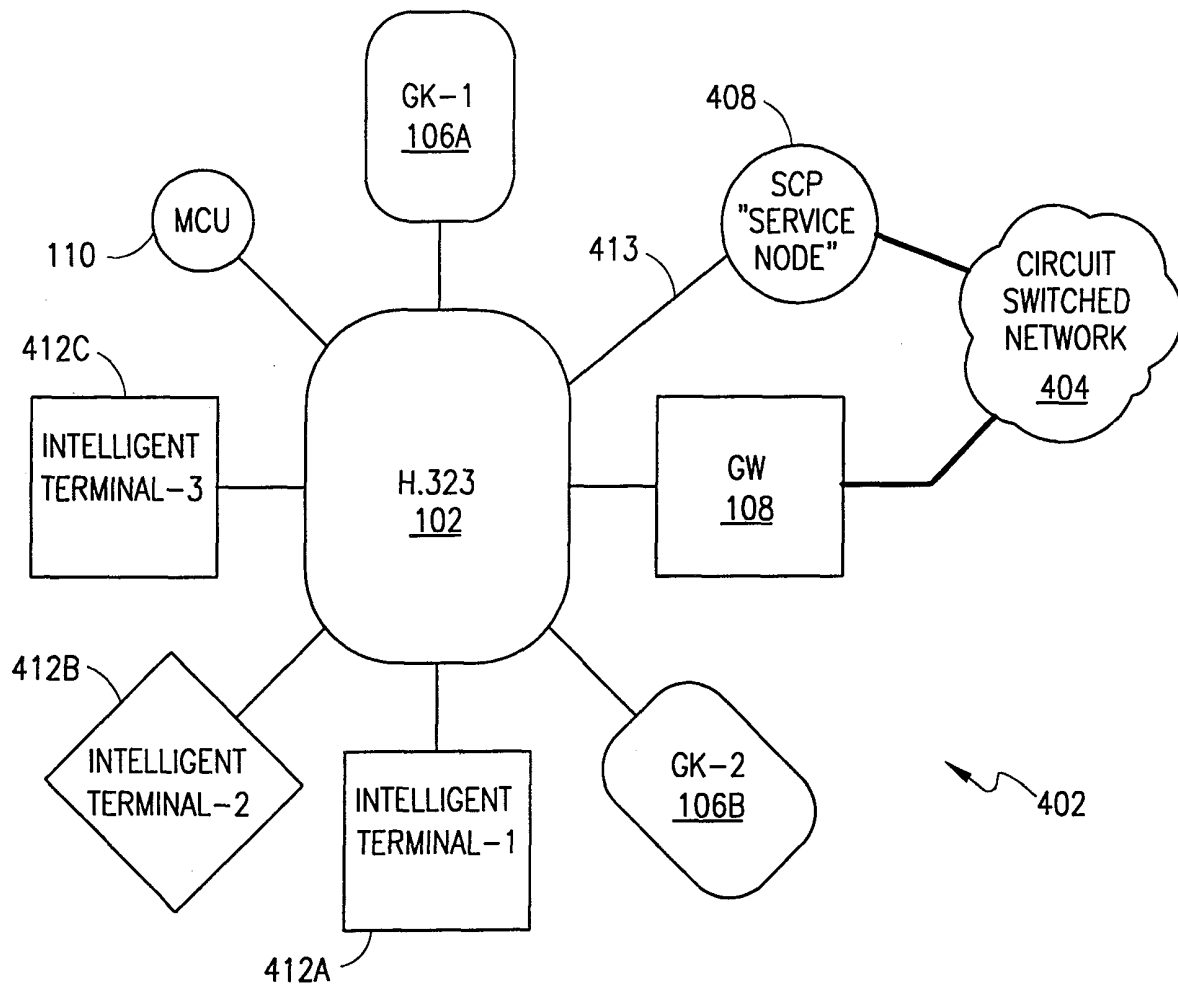 GK-1
106A
408
SCP
"SERVICE
NODE"
MCU
110
413
CIRCUIT
SWITCHED
NETWORK
404
412C
INTELLIGENT
TERMINAL-3
H.323
102
GW
108
412B
INTELLIGENT
TERMINAL-2
INTELLIGENT
TERMINAL-1
GK-2
106B
402
412A